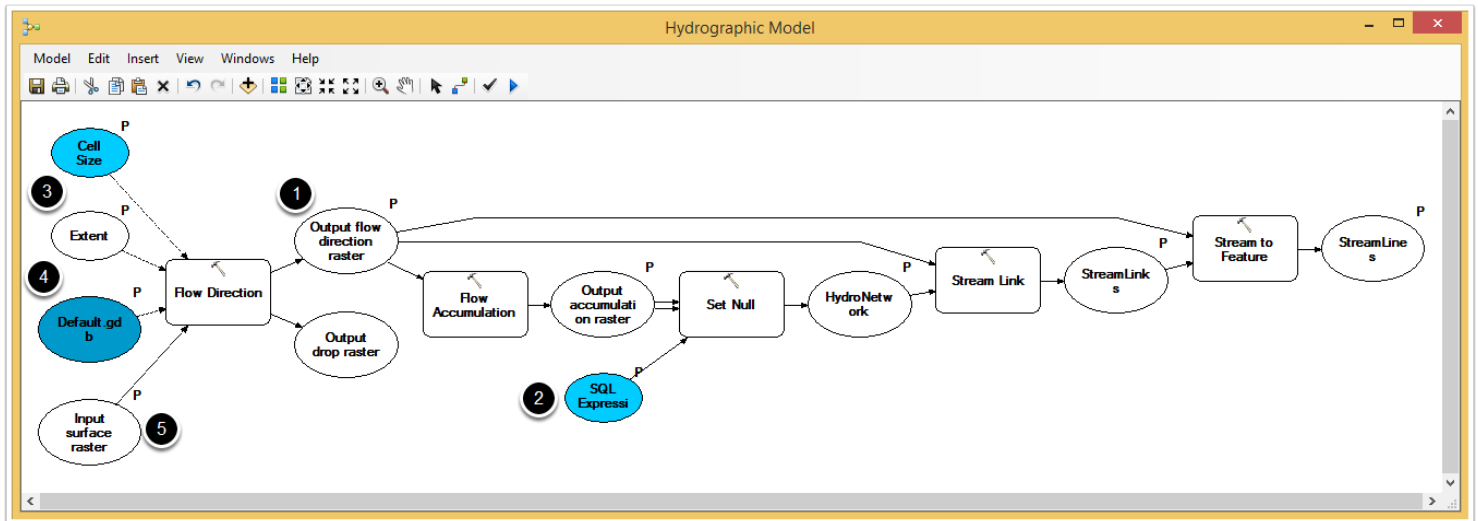 Hydrographic Model
Model Edit Insert View Windows Help
P
Cell
Size
3
P
Extent
4
P
Default.gd
b
P
Input
surface
raster
5
Flow Direction
1
P
Output flow
direction
raster
Output
drop raster
Flow
Accumulation
P
Output
accumulati
on raster
2
P
SQL
Expressi
Set Null
P
HydroNetw
ork
Stream Link
P
StreamLink
s
Stream to
Feature
P
StreamLine
s